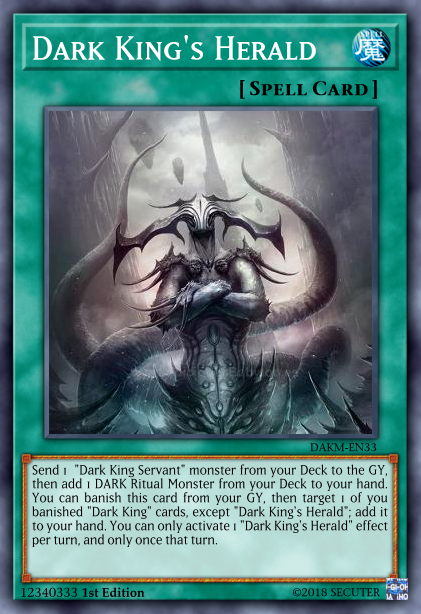 Dark King's Herald
魔
[Spell Card]
DAKM-EN33
Send 1 "Dark King Servant" monster from your Deck to the GY,
then add 1 DARK Ritual Monster from your Deck to your hand.
You can banish this card from your GY, then target 1 of you
banished "Dark King" cards, except "Dark King's Herald"; add it
to your hand. You can only activate 1 "Dark King's Herald" effect
per turn, and only once that turn.
12340333 1st Edition
©2018 SECUTER